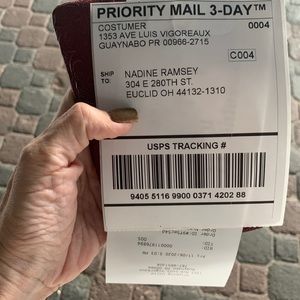 PRIORITY MAIL 3-DAY™
COSTUMER
0004
1353 AVE LUIS VIGOREAUX
GUAYNABO PR 00966-2715
C004
SHIP
TO:
NADINE RAMSEY
304 E 280TH ST.
EUCLID OH 44132-1310
USPS TRACKING #
9405 5116 9900 0371 4202 88